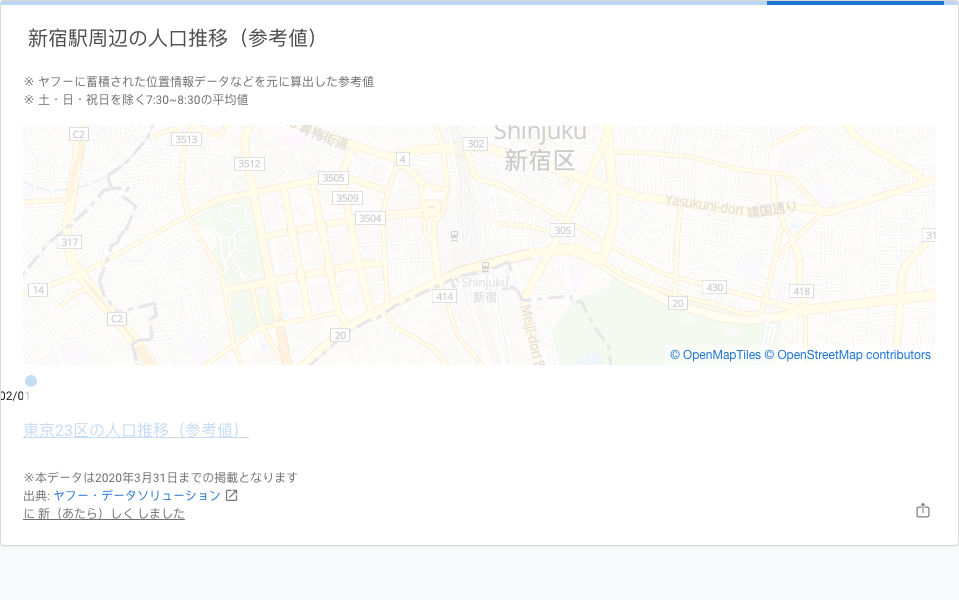 新宿駅周辺の人口推移（参考値）
※ ヤフーに蓄積された位置情報データなどを元に算出した参考値
※ 土・日・祝日を除く7:30~8:30の平均値
C2
3513
青梅街道
302
Shinjuku
新宿区
4
3512
3505
3509
3504
Yasukuni-dori 靖国通り
305
31
317
Shinjuku
新宿
14
414
430
418
20
C2
20
Meiji-dori
© OpenMapTiles © OpenStreetMap contributors
02/01
東京23区の人口推移（参考値）
※本データは2020年3月31日までの掲載となります
出典: ヤフー・データソリューション
に 新（あたら）しく しました